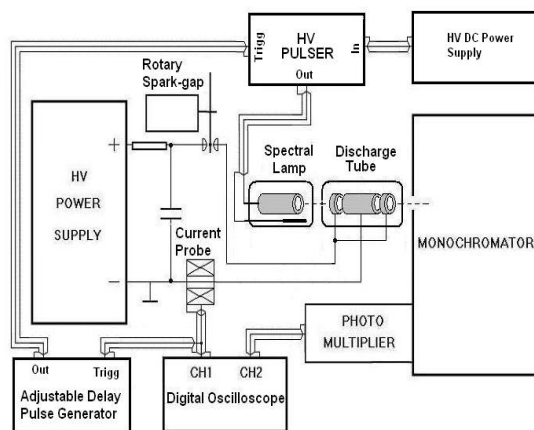 Trigg
HV
PULSER
In
Out
HV DC Power
Supply
Rotary
Spark-gap
+
HV
POWER
SUPPLY
−
Spectral
Lamp
Discharge
Tube
MONOCHROMATOR
Current
Probe
PHOTO
MULTIPLIER
Out
Trigg
Adjustable Delay
Pulse Generator
CH1
CH2
Digital Oscilloscope